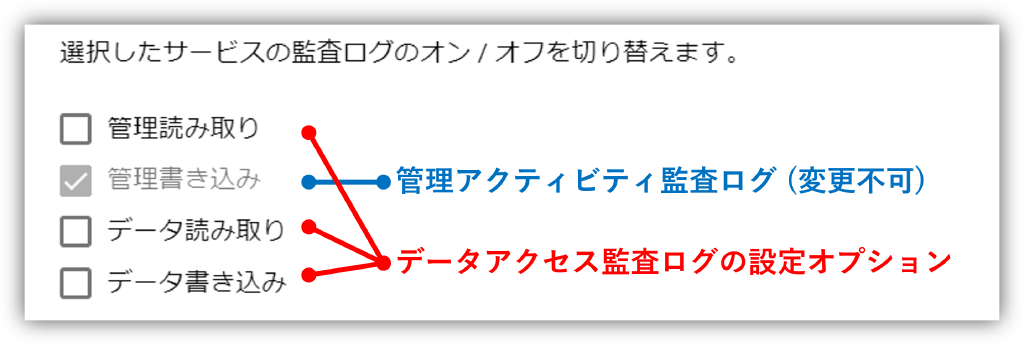 選択したサービスの監査ログのオン / オフを切り替えます。
管理読み取り
管理書き込み
管理アクティビティ監査ログ (変更不可)
データ読み取り
データアクセス監査ログの設定オプション
データ書き込み